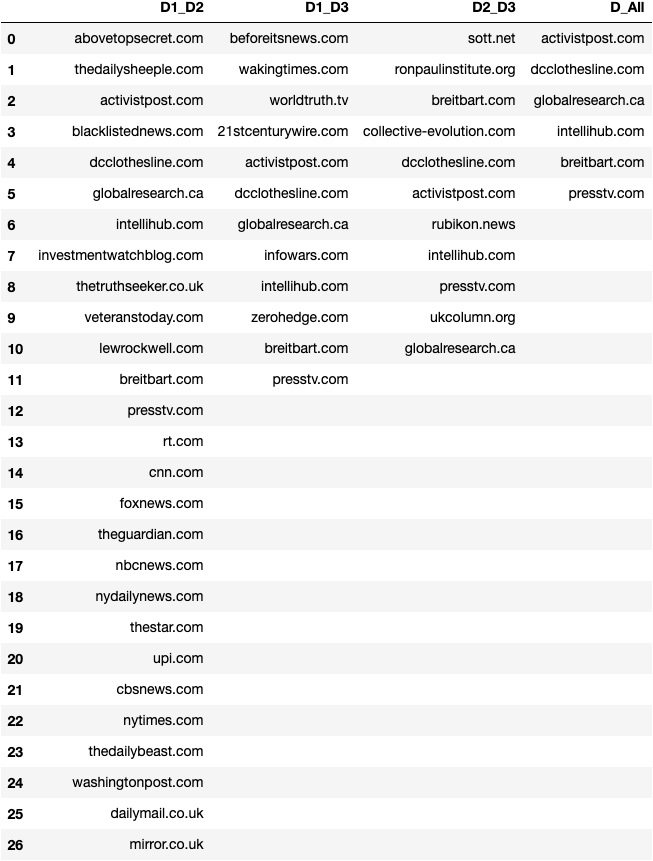 D1_D2 D1_D3 D2_D3 D_All
0 abovetopsecret.com beforeitsnews.com sott.net activistpost.com
1 thedailysheeple.com wakingtimes.com ronpaulinstitute.org dcclothesline.com
2 activistpost.com worldtruth.tv breitbart.com globalresearch.ca
3 blacklistednews.com 21stcenturywire.com collective-evolution.com intellihub.com
4 dcclothesline.com activistpost.com dcclothesline.com breitbart.com
5 globalresearch.ca dcclothesline.com activistpost.com presstv.com
6 intellihub.com globalresearch.ca rubikon.news
7 investmentwatchblog.com infowars.com intellihub.com
8 thetruthseeker.co.uk intellihub.com presstv.com
9 veteranstoday.com zerohedge.com ukcolumn.org
10 lewrockwell.com breitbart.com globalresearch.ca
11 breitbart.com presstv.com
12 presstv.com
13 rt.com
14 cnn.com
15 foxnews.com
16 theguardian.com
17 nbcnews.com
18 nydailynews.com
19 thestar.com
20 upi.com
21 cbsnews.com
22 nytimes.com
23 thedailybeast.com
24 washingtonpost.com
25 dailymail.co.uk
26 mirror.co.uk